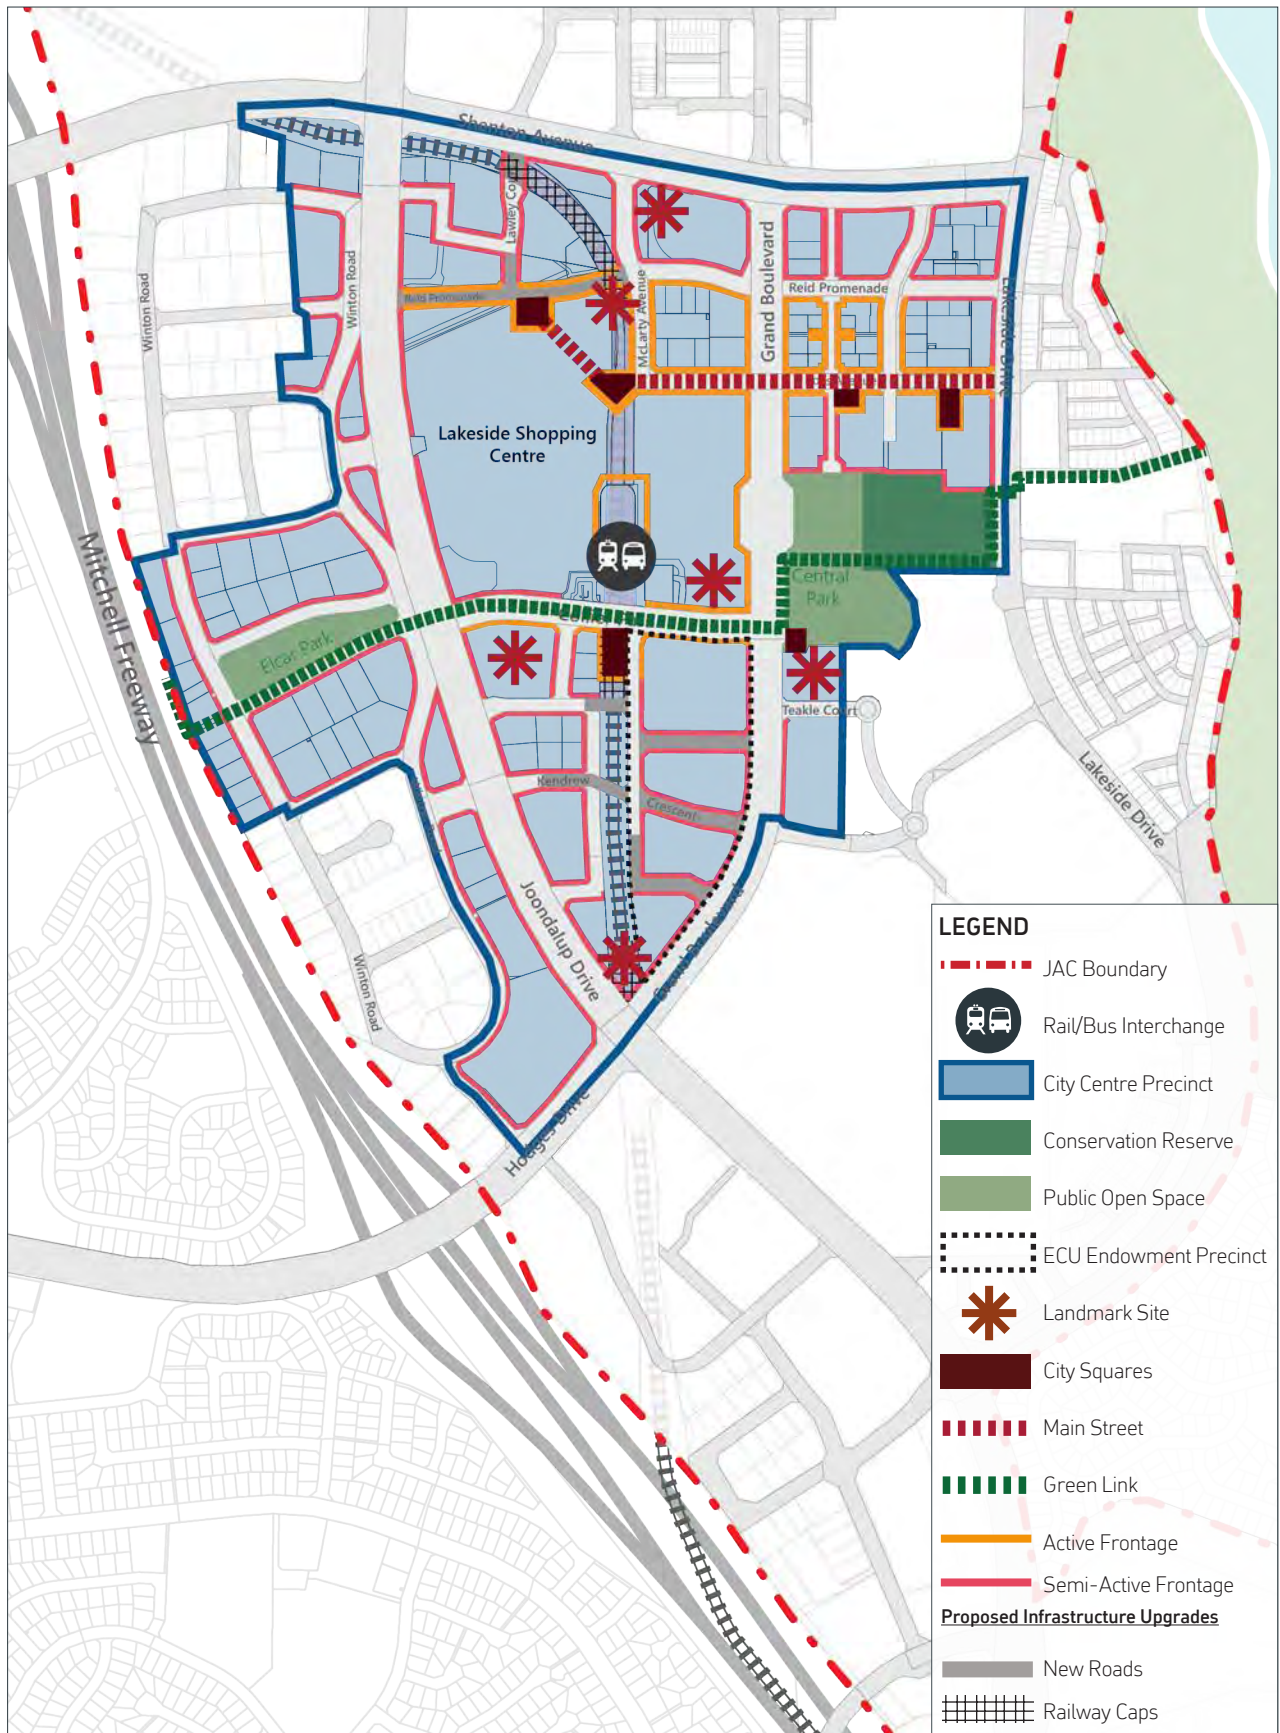 Shenton Avenue
Lawley Co
Winton Road
Winton Road
Reid Promenade
McLarty Avenue
Grand Boulevard
Reid Promenade
Lakeside Drive
Lakeside Shopping
Centre
Mitchell Freeway
Central
Park
Elcar Park
Teakle Court
Kendrew
Crescent
Lakeside Drive
Joondalup Drive
Grand Boulevard
Winton Road
Hodges Drive
LEGEND
JAC Boundary
Rail/Bus Interchange
City Centre Precinct
Conservation Reserve
Public Open Space
ECU Endowment Precinct
Landmark Site
City Squares
Main Street
Green Link
Active Frontage
Semi-Active Frontage
Proposed Infrastructure Upgrades
New Roads
Railway Caps